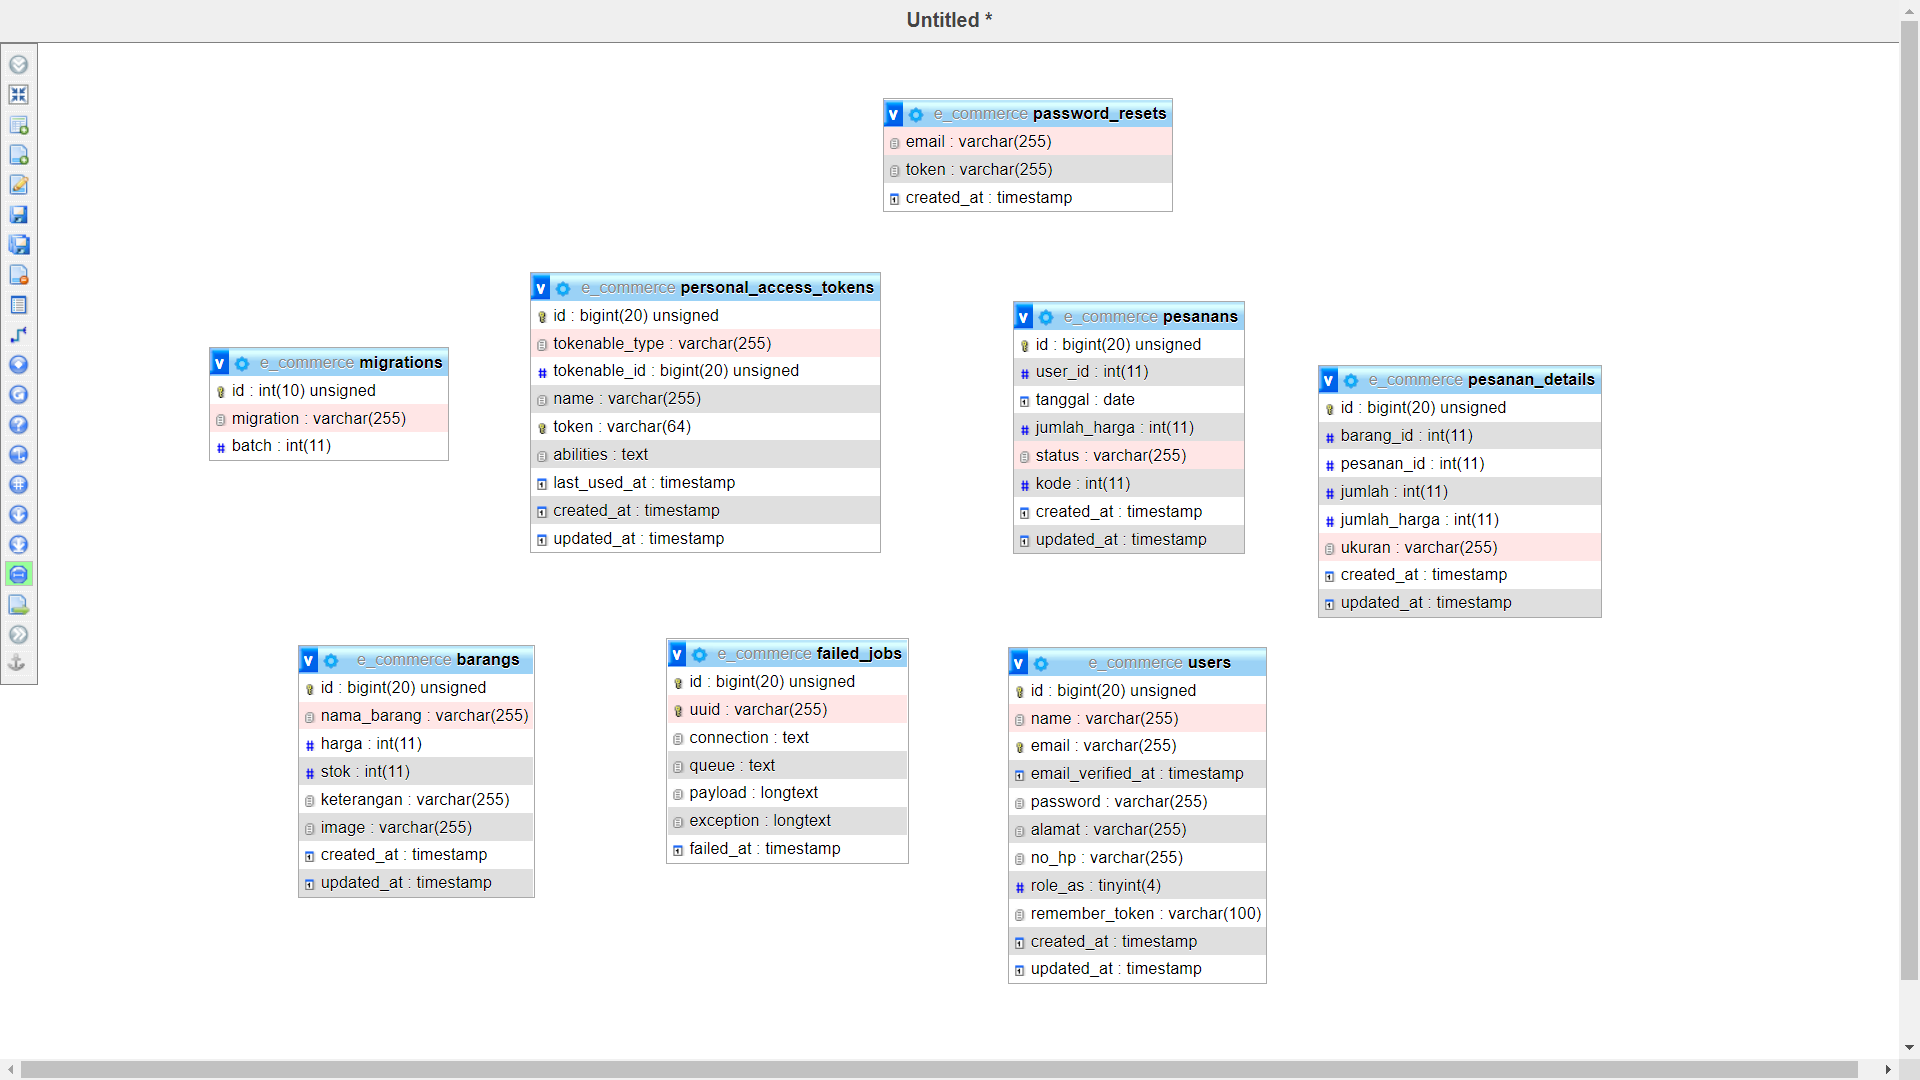 Untitled *
e_commerce password_resets
email : varchar(255)
token : varchar(255)
created_at : timestamp
e_commerce personal_access_tokens
id : bigint(20) unsigned
tokenable_type : varchar(255)
tokenable_id : bigint(20) unsigned
name : varchar(255)
token : varchar(64)
abilities : text
last_used_at : timestamp
created_at : timestamp
updated_at : timestamp
e_commerce pesanans
id : bigint(20) unsigned
user_id : int(11)
tanggal : date
jumlah_harga : int(11)
status : varchar(255)
kode : int(11)
created_at : timestamp
updated_at : timestamp
e_commerce migrations
id : int(10) unsigned
migration : varchar(255)
batch : int(11)
e_commerce pesanan_details
id : bigint(20) unsigned
barang_id : int(11)
pesanan_id : int(11)
jumlah : int(11)
jumlah_harga : int(11)
ukuran : varchar(255)
created_at : timestamp
updated_at : timestamp
e_commerce barangs
id : bigint(20) unsigned
nama_barang : varchar(255)
harga : int(11)
stok : int(11)
keterangan : varchar(255)
image : varchar(255)
created_at : timestamp
updated_at : timestamp
e_commerce failed_jobs
id : bigint(20) unsigned
uuid : varchar(255)
connection : text
queue : text
payload : longtext
exception : longtext
failed_at : timestamp
e_commerce users
id : bigint(20) unsigned
name : varchar(255)
email : varchar(255)
email_verified_at : timestamp
password : varchar(255)
alamat : varchar(255)
no_hp : varchar(255)
role_as : tinyint(4)
remember_token : varchar(100)
created_at : timestamp
updated_at : timestamp